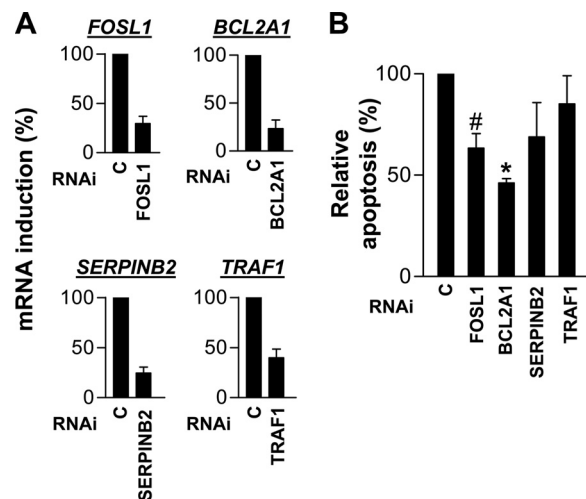 A
B
FOSL1
BCL2A1
mRNA induction (%)
100
50
0
RNAi
C
FOSL1
100
50
0
RNAi
C
BCL2A1
SERPINB2
TRAF1
100
50
0
RNAi
C
SERPINB2
100
50
0
RNAi
C
TRAF1
Relative
apoptosis (%)
100
50
0
#
*
RNAi
C
FOSL1
BCL2A1
SERPINB2
TRAF1